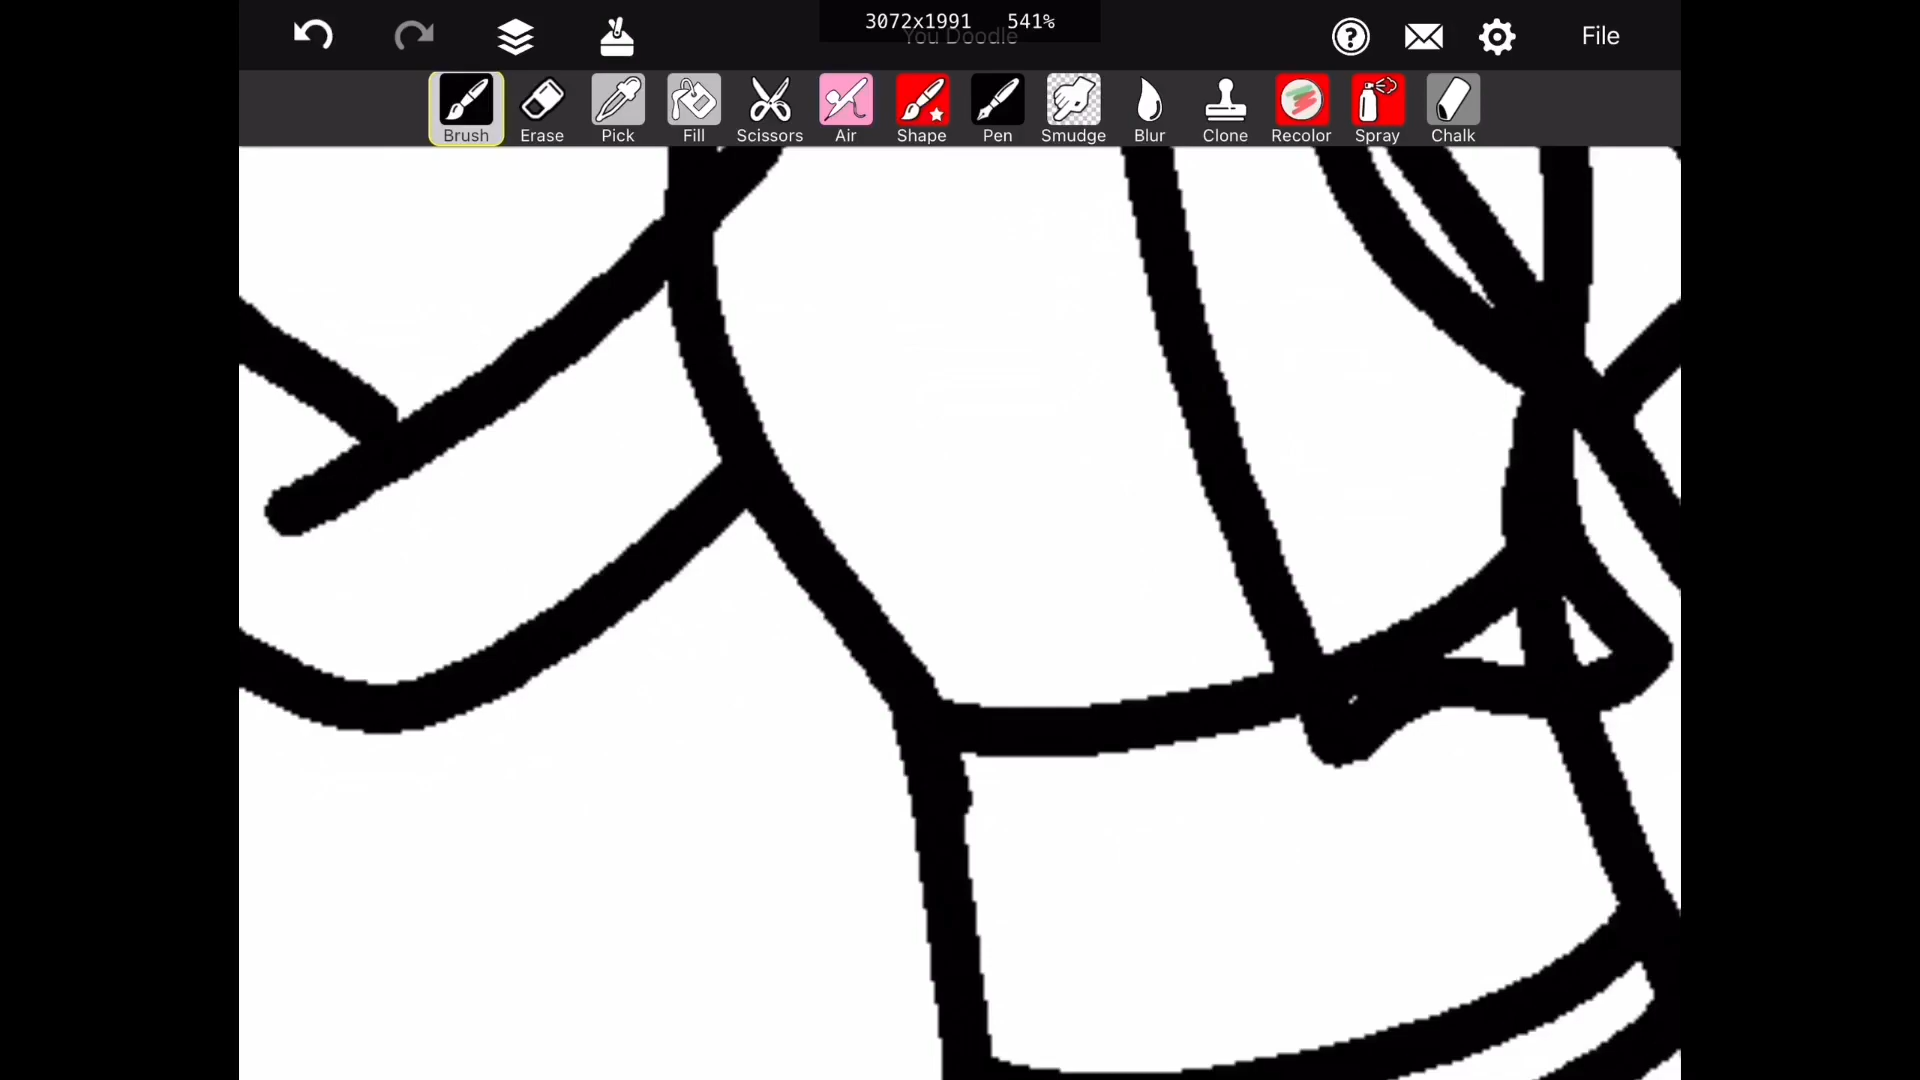 3072x1991 541%
You Doodle
File
Brush Erase Pick Fill Scissors Air Shape Pen Smudge Blur Clone Recolor Spray Chalk